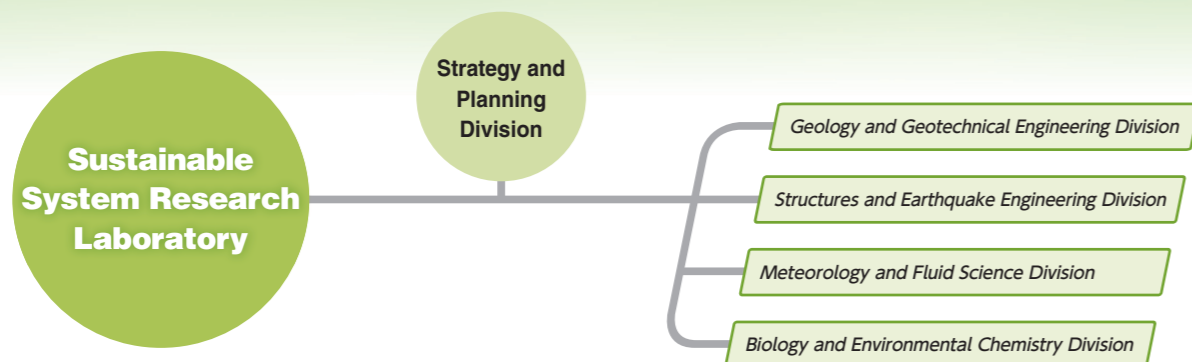 Sustainable
System Research
Laboratory
Strategy and
Planning
Division
Geology and Geotechnical Engineering Division
Structures and Earthquake Engineering Division
Meteorology and Fluid Science Division
Biology and Environmental Chemistry Division